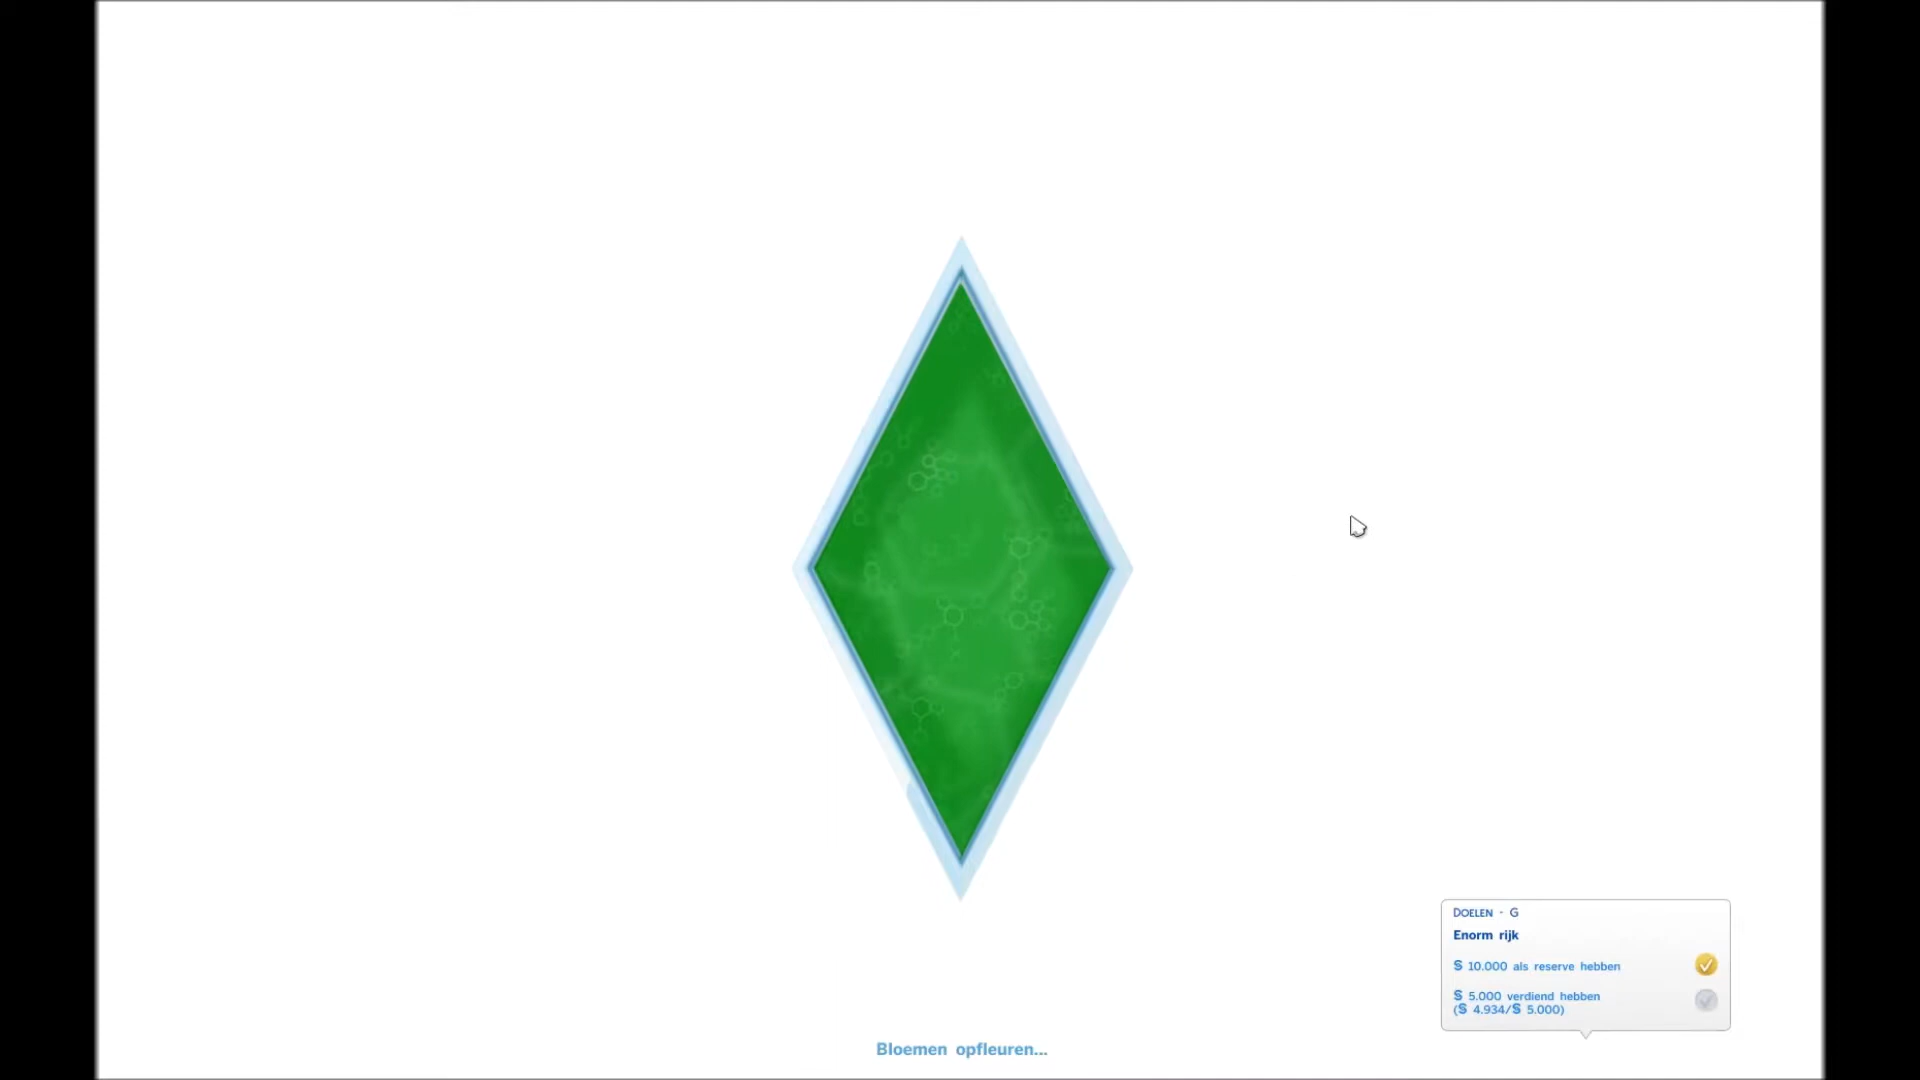 DOELEN - G
Enorm rijk
§ 10.000 als reserve hebben
§ 5.000 verdiend hebben
(§ 4.934/§ 5.000)
Bloemen opfleuren...